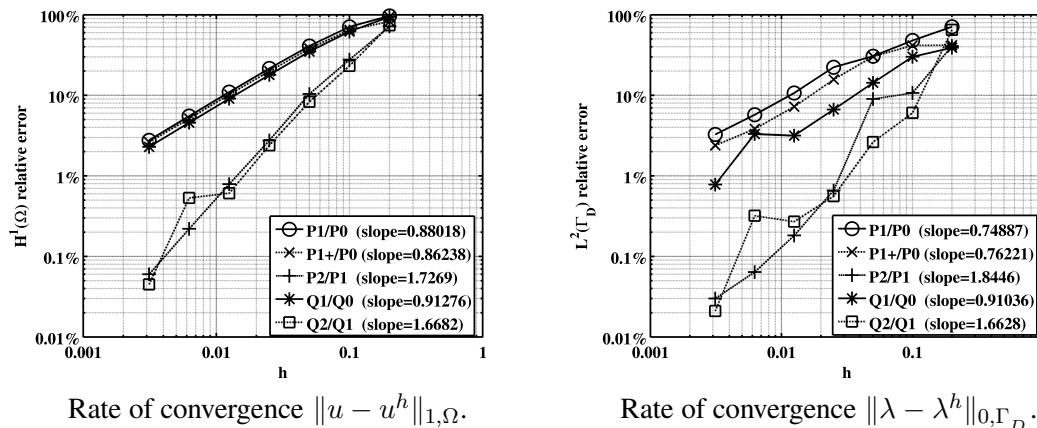 100%
10%
1%
0.1%
0.01%
H¹(Ω) relative error
P1/P0 (slope=0.88018)
P1+/P0 (slope=0.86238)
P2/P1 (slope=1.7269)
Q1/Q0 (slope=0.91276)
Q2/Q1 (slope=1.6682)
0.001 0.01 0.1 1
h
Rate of convergence ‖u − uʰ‖₁,Ω.
100%
10%
1%
0.1%
0.01%
L²(Γ_D) relative error
P1/P0 (slope=0.74887)
P1+/P0 (slope=0.76221)
P2/P1 (slope=1.8446)
Q1/Q0 (slope=0.91036)
Q2/Q1 (slope=1.6628)
0.001 0.01 0.1
h
Rate of convergence ‖λ − λʰ‖₀,Γ_D.